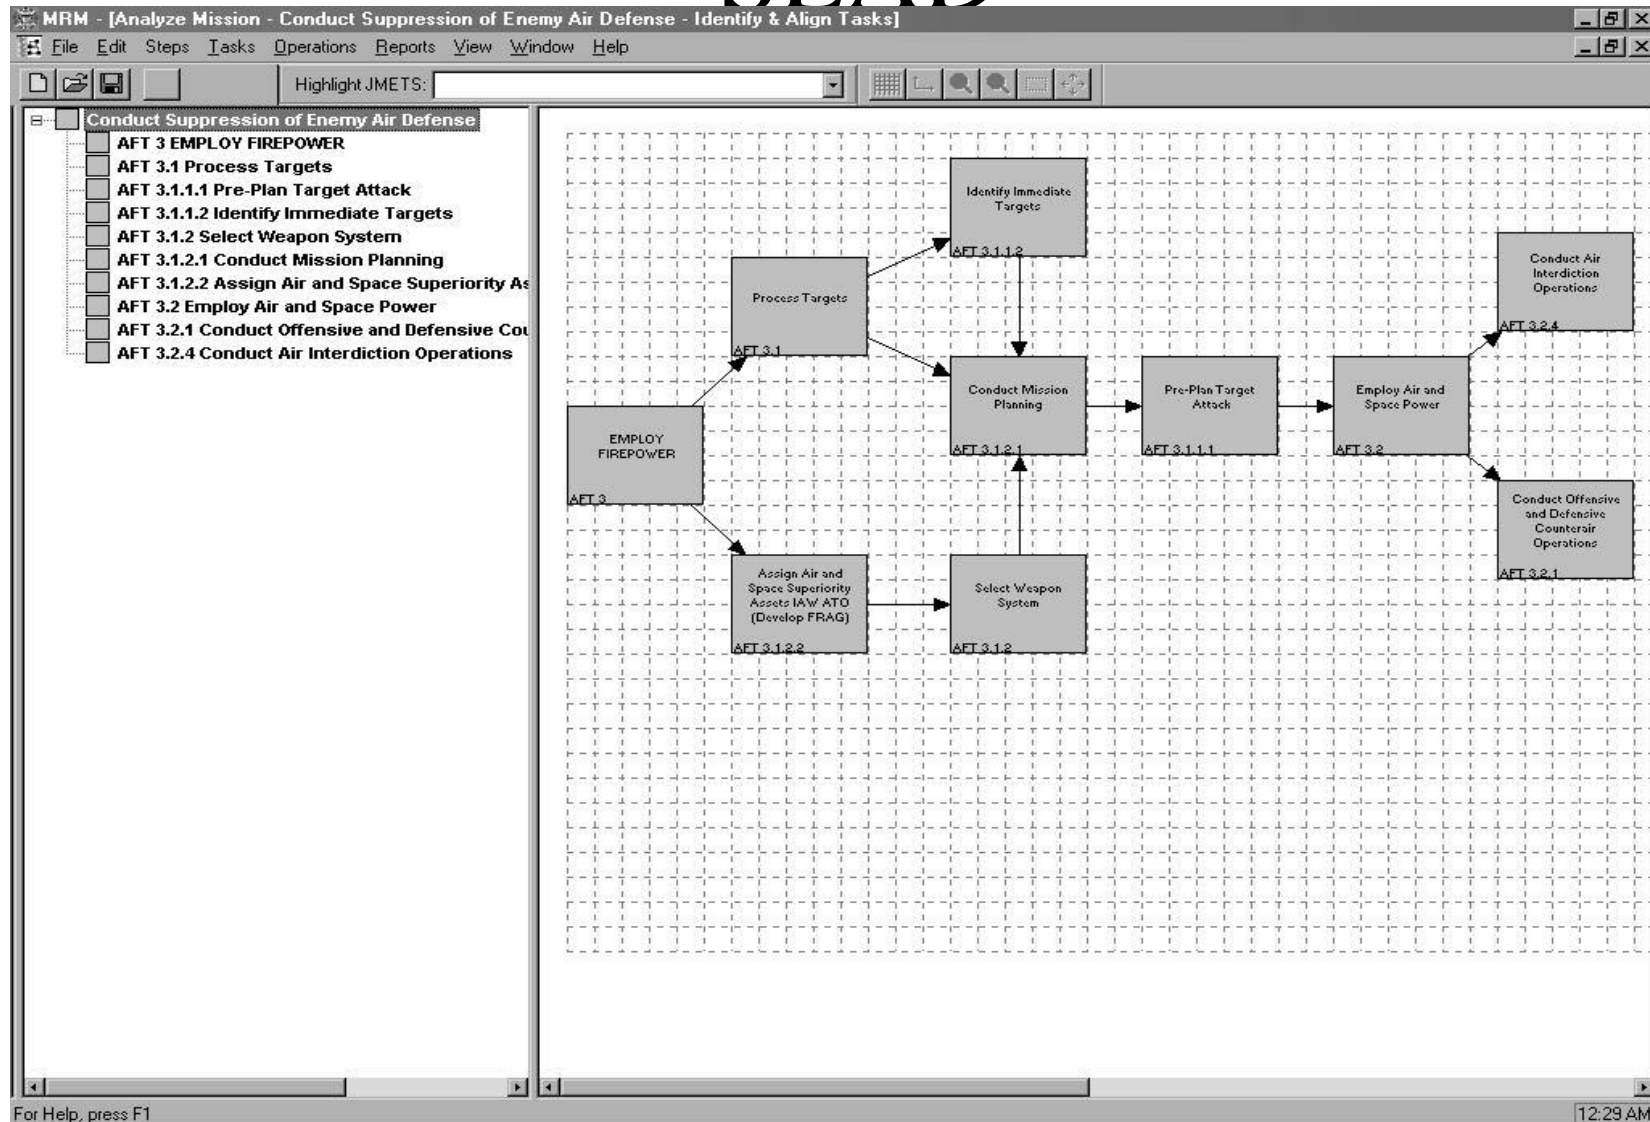 SEAD
MRM - [Analyze Mission - Conduct Suppression of Enemy Air Defense - Identify & Align Tasks]
File Edit Steps Tasks Operations Reports View Window Help
Highlight JMETS:
Conduct Suppression of Enemy Air Defense
AFT 3 EMPLOY FIREPOWER
AFT 3.1 Process Targets
AFT 3.1.1.1 Pre-Plan Target Attack
AFT 3.1.1.2 Identify Immediate Targets
AFT 3.1.2 Select Weapon System
AFT 3.1.2.1 Conduct Mission Planning
AFT 3.1.2.2 Assign Air and Space Superiority As
AFT 3.2 Employ Air and Space Power
AFT 3.2.1 Conduct Offensive and Defensive Cou
AFT 3.2.4 Conduct Air Interdiction Operations
EMPLOY
FIREPOWER
AFT 3
Process Targets
AFT 3.1
Assign Air and
Space Superiority
Assets IAW ATO
(Develop FRAG)
AFT 3.1.2.2
Identify Immediate
Targets
AFT 3.1.1.2
Conduct Mission
Planning
AFT 3.1.2.1
Select Weapon
System
AFT 3.1.2
Pre-Plan Target
Attack
AFT 3.1.1.1
Employ Air and
Space Power
AFT 3.2
Conduct Air
Interdiction
Operations
AFT 3.2.4
Conduct Offensive
and Defensive
Counterair
Operations
AFT 3.2.1
For Help, press F1
12:29 AM